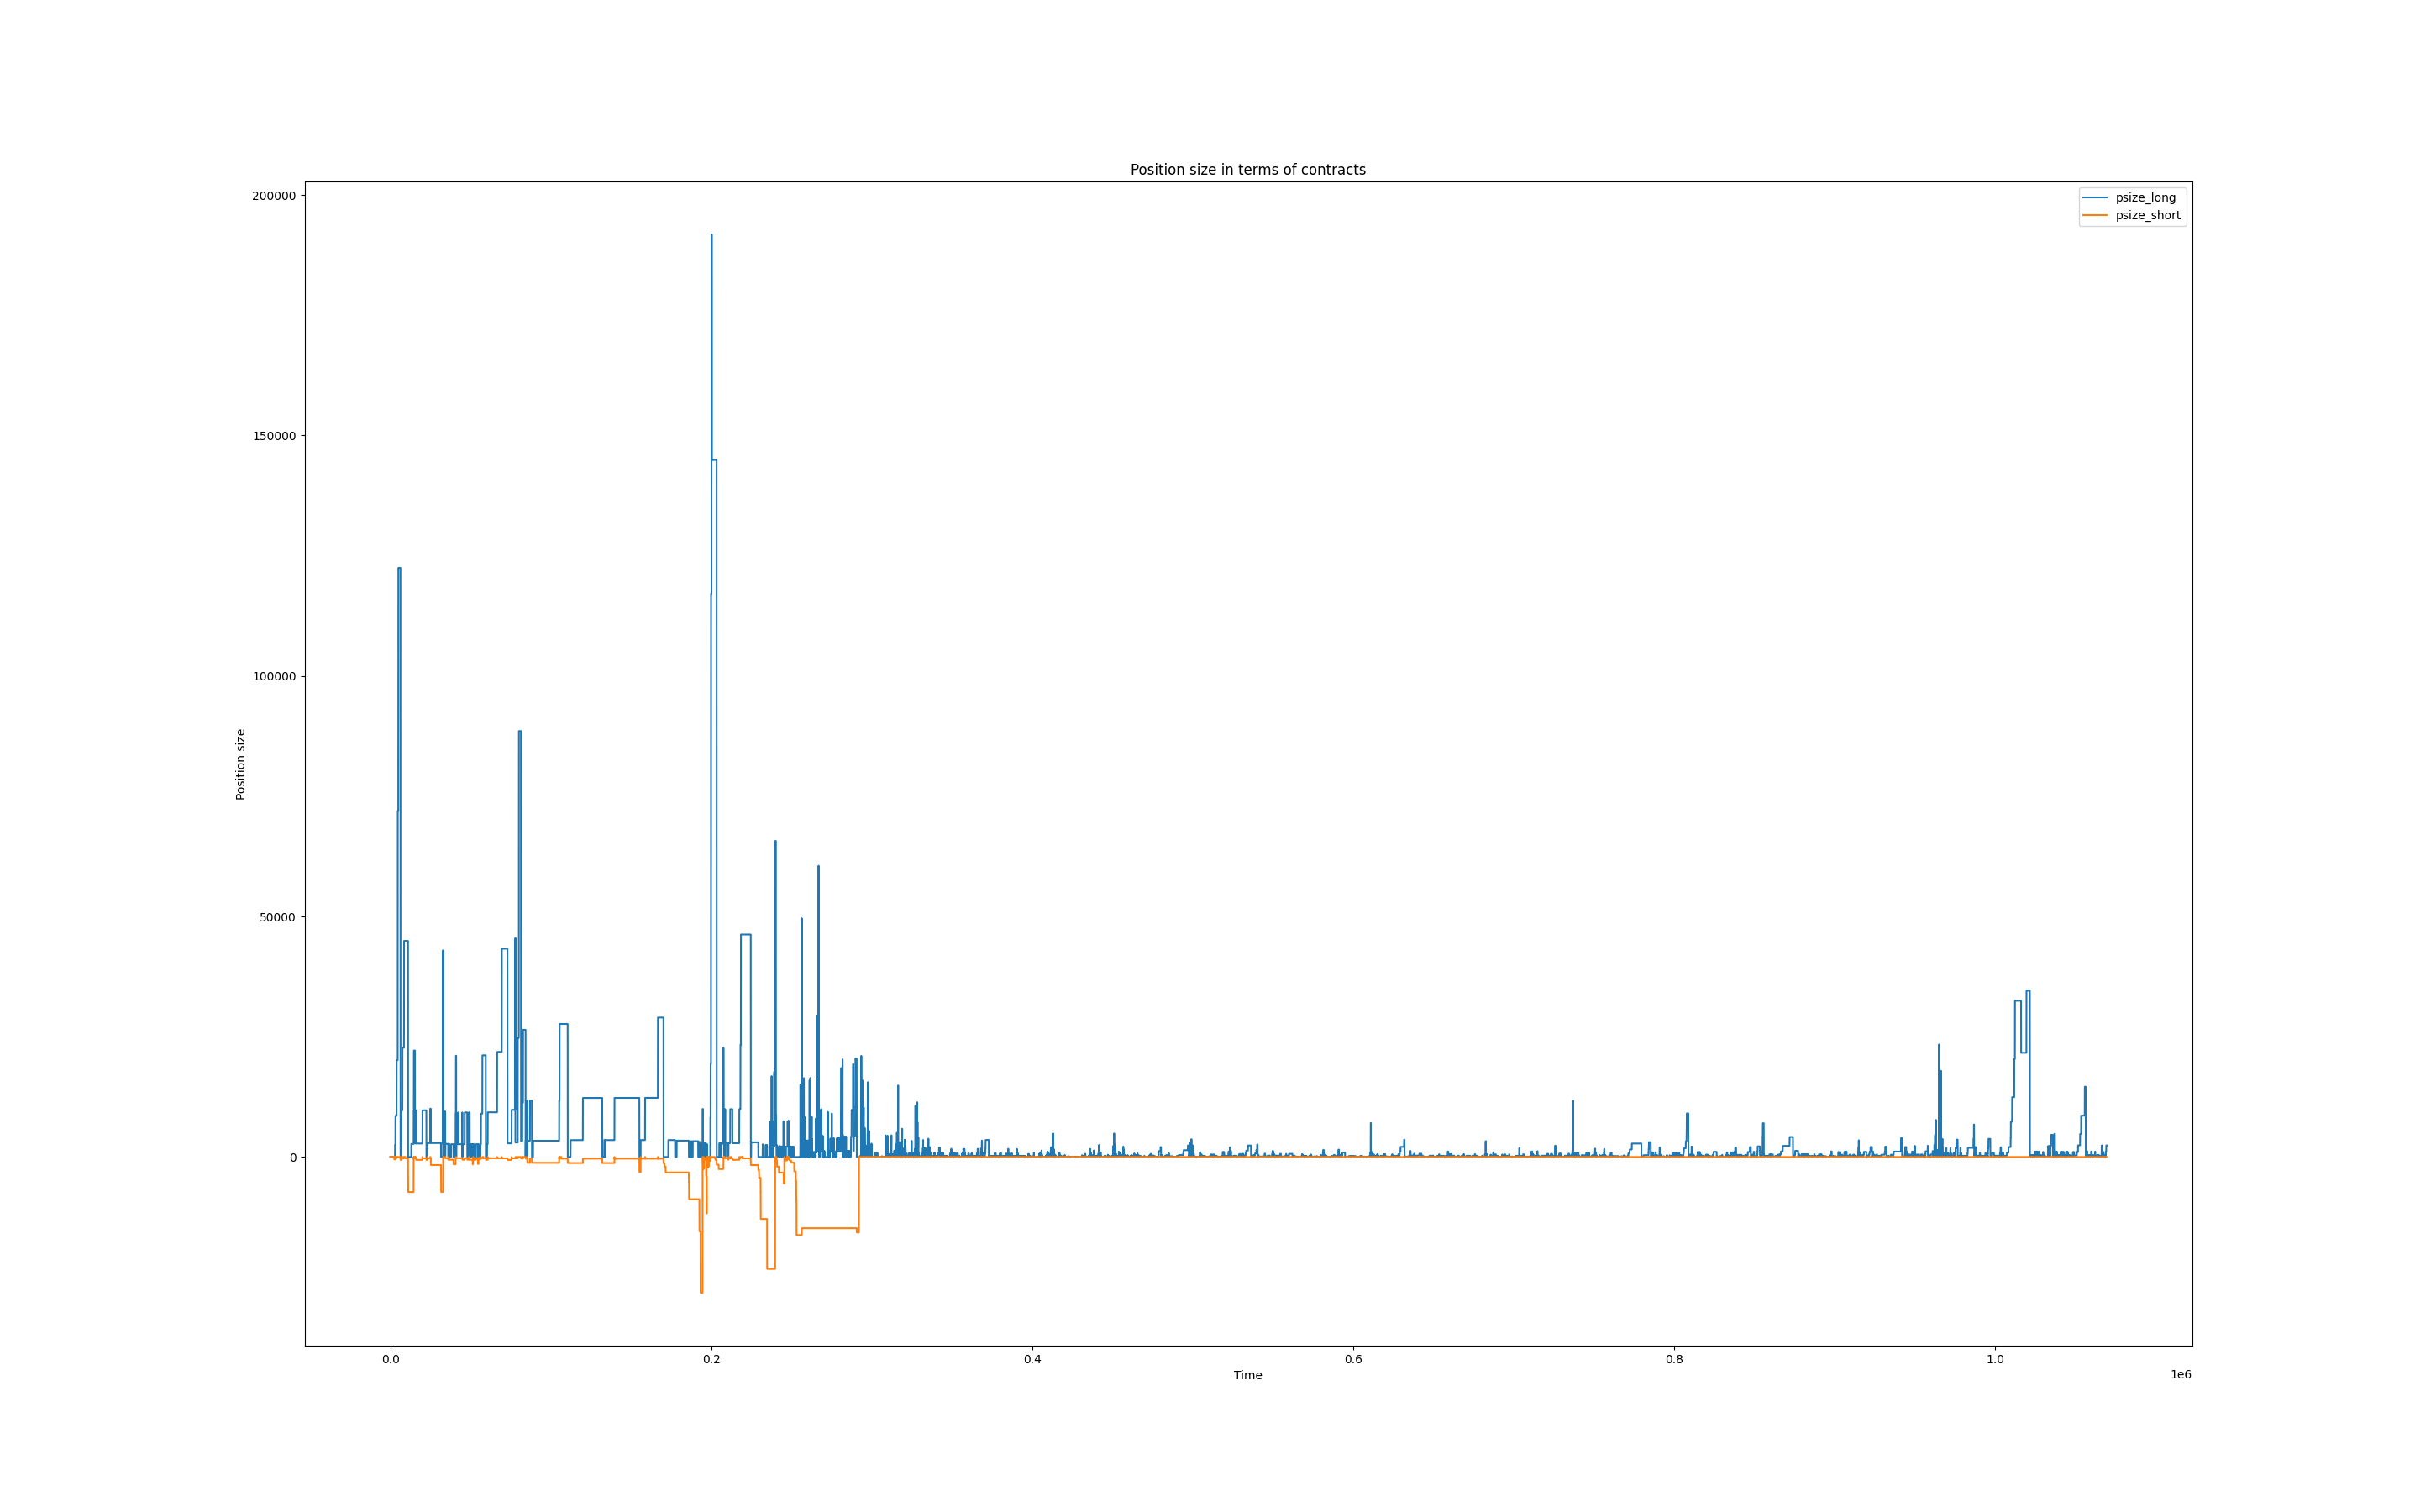 Position size in terms of contracts
psize_long
psize_short
200000
150000
100000
50000
0
Position size
0.0 0.2 0.4 0.6 0.8 1.0
Time
1e6